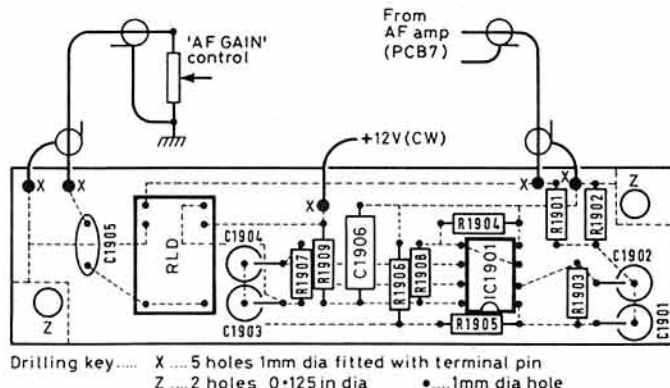 'AF GAIN'
control
From
AF amp
(PCB7)
+12V(CW)
X
X
X
X
X
Z
C1905
RLD
C1904
C1903
R1907
R1909
C1906
R1906
R1908
R1904
IC1901
R1905
R1901
R1902
R1903
C1902
C1901
Z
Drilling key..... X ....5 holes 1mm dia fitted with terminal pin
Z ....2 holes 0·125 in dia •....1mm dia hole